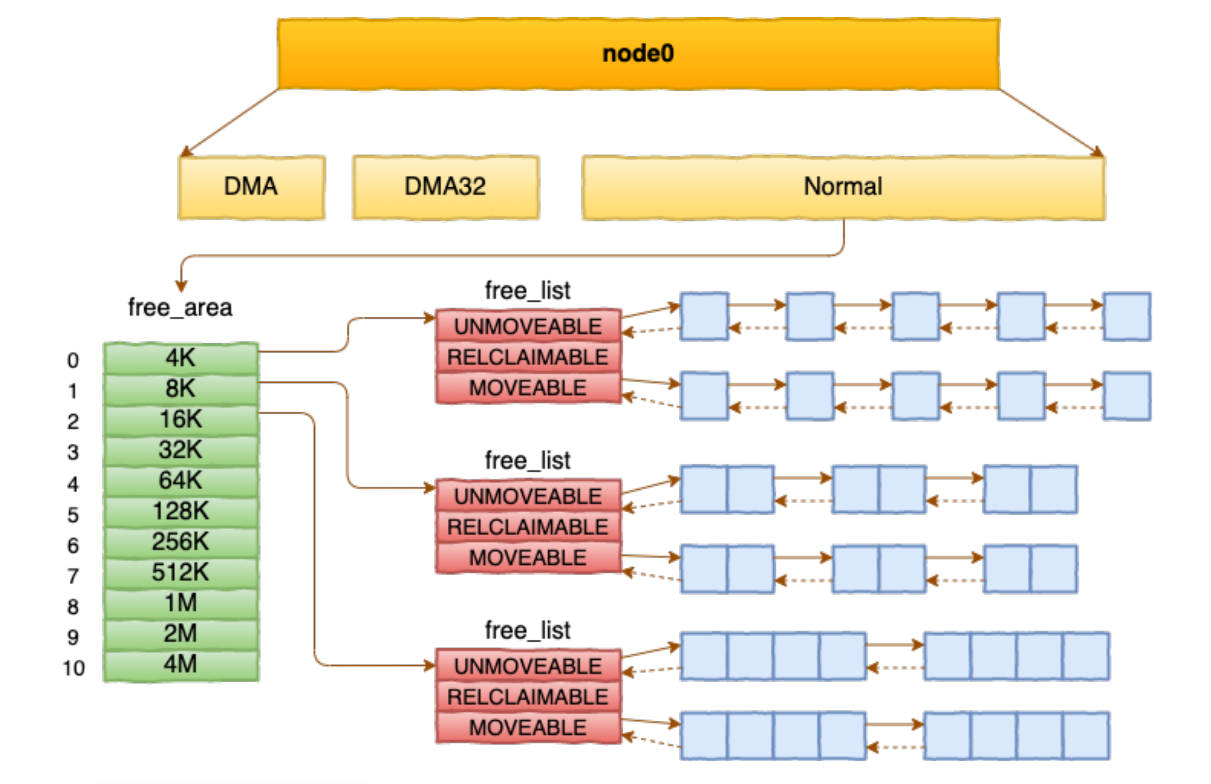 node0
DMA
DMA32
Normal
free_area
0
4K
1
8K
2
16K
3
32K
4
64K
5
128K
6
256K
7
512K
8
1M
9
2M
10
4M
free_list
UNMOVEABLE
RELCLAIMABLE
MOVEABLE
free_list
UNMOVEABLE
RELCLAIMABLE
MOVEABLE
free_list
UNMOVEABLE
RELCLAIMABLE
MOVEABLE